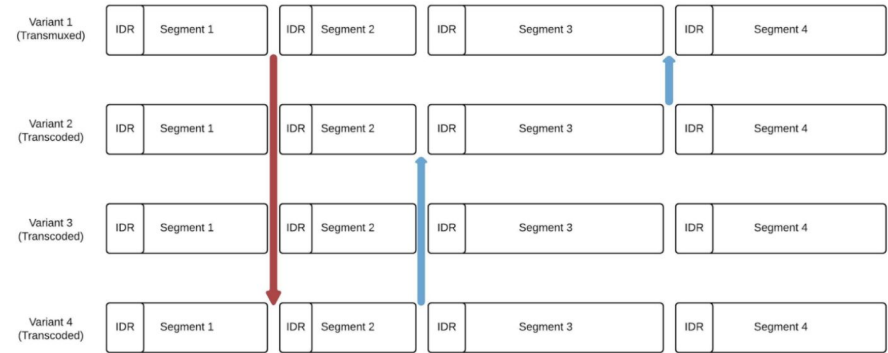 Variant 1
(Transmuxed)
IDR Segment 1 IDR Segment 2 IDR Segment 3 IDR Segment 4
Variant 2
(Transcoded)
IDR Segment 1 IDR Segment 2 IDR Segment 3 IDR Segment 4
Variant 3
(Transcoded)
IDR Segment 1 IDR Segment 2 IDR Segment 3 IDR Segment 4
Variant 4
(Transcoded)
IDR Segment 1 IDR Segment 2 IDR Segment 3 IDR Segment 4